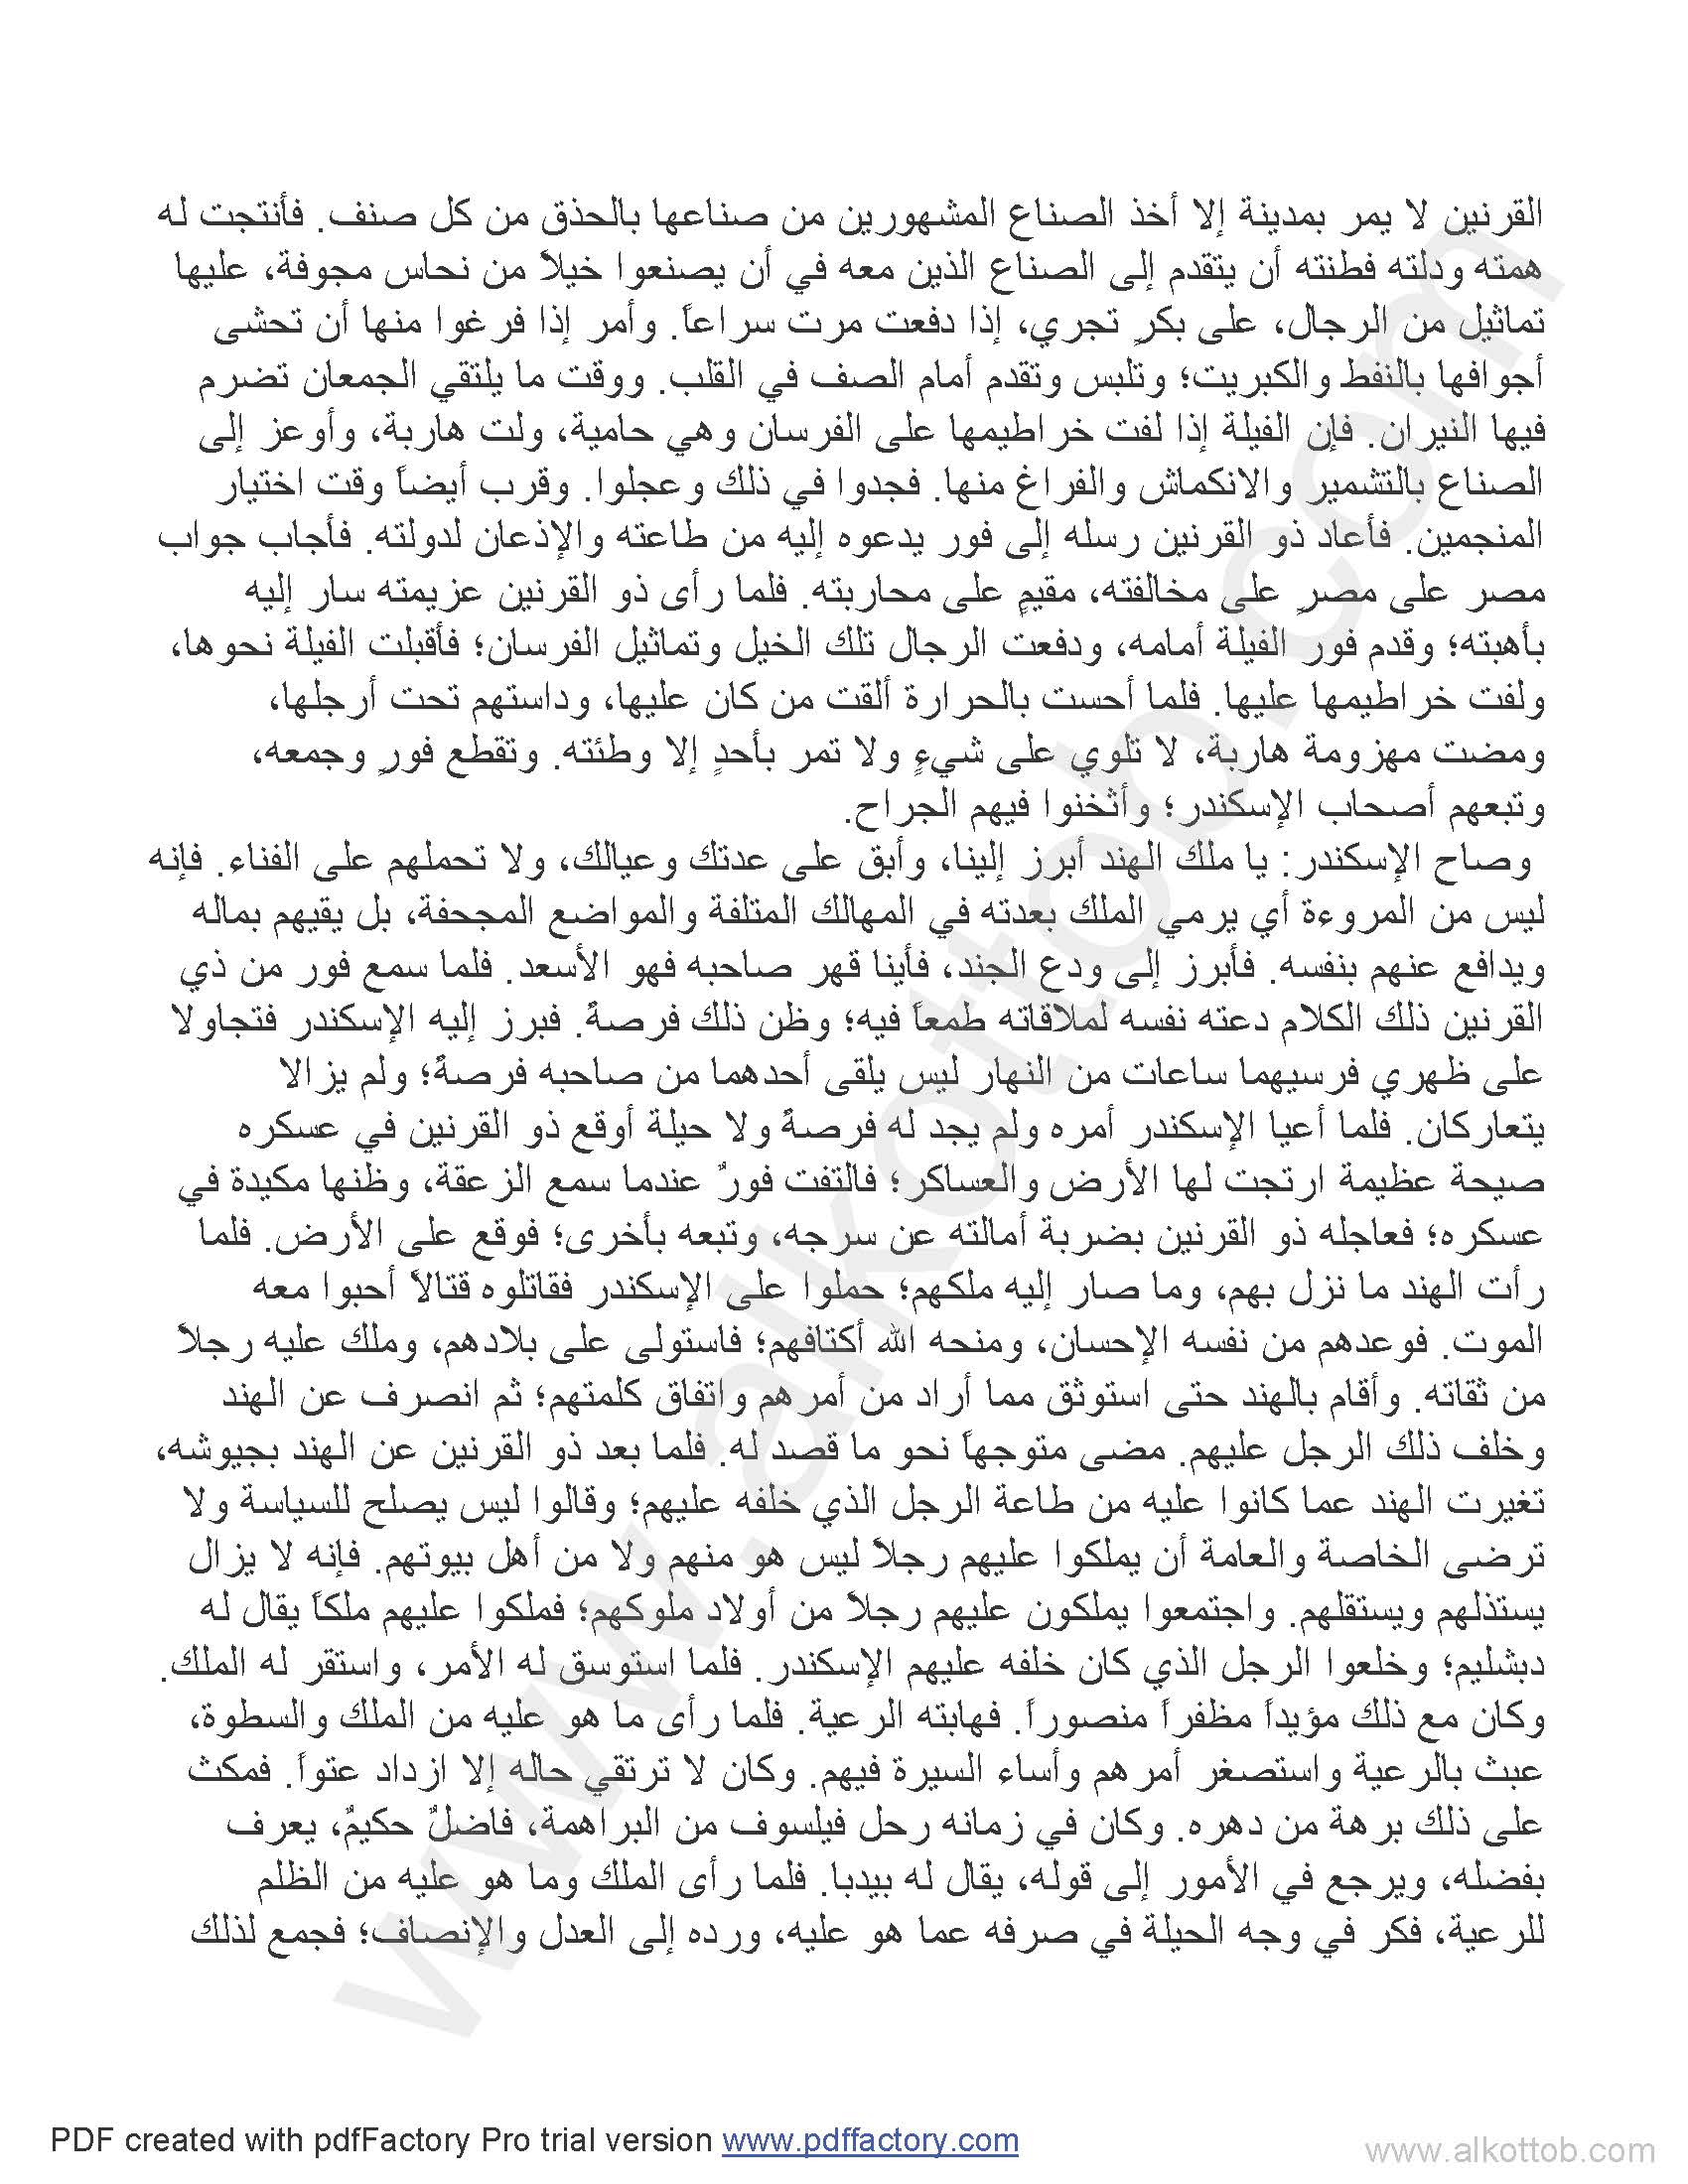 القرنين لا يمر بمدينة إلا أخذ الصناع المشهورين من صناعها بالحذق من كل صنف. فأنتجت له
همته ودلته فطنته أن يتقدم إلى الصناع الذين معه في أن يصنعوا خيلاً من نحاس مجوفة، عليها
تماثيل من الرجال، على بكرٍ تجري، إذا دفعت مرت سراعاً. وأمر إذا فرغوا منها أن تحشى
أجوافها بالنفط والكبريت؛ وتلبس وتقدم أمام الصف في القلب. ووقت ما يلتقي الجمعان تضرم
فيها النيران. فإن الفيلة إذا لفت خراطيمها على الفرسان وهي حامية، ولت هاربة، وأوعز إلى
الصناع بالتشمير والانكماش والفراغ منها. فجدوا في ذلك وعجلوا. وقرب أيضاً وقت اختيار
المنجمين. فأعاد ذو القرنين رسله إلى فور يدعوه إليه من طاعته والإذعان لدولته. فأجاب جواب
مصر على مصرٍ على مخالفته، مقيمٍ على محاربته. فلما رأى ذو القرنين عزيمته سار إليه
بأهبته؛ وقدم فور الفيلة أمامه، ودفعت الرجال تلك الخيل وتماثيل الفرسان؛ فأقبلت الفيلة نحوها،
ولفت خراطيمها عليها. فلما أحست بالحرارة ألقت من كان عليها، وداستهم تحت أرجلها،
ومضت مهزومة هاربة، لا تلوي على شيءٍ ولا تمر بأحدٍ إلا وطئته. وتقطع فورٍ وجمعه،
وتبعهم أصحاب الإسكندر؛ وأثخنوا فيهم الجراح.
وصاح الإسكندر: يا ملك الهند أبرز إلينا، وأبق على عدتك وعيالك، ولا تحملهم على الفناء. فإنه
ليس من المروءة أي يرمي الملك بعدته في المهالك المتلفة والمواضع المجحفة، بل يقيهم بماله
ويدافع عنهم بنفسه. فأبرز إلى ودع الجند، فأينا قهر صاحبه فهو الأسعد. فلما سمع فور من ذي
القرنين ذلك الكلام دعته نفسه لملاقاته طمعاً فيه؛ وظن ذلك فرصةً. فبرز إليه الإسكندر فتجاولا
على ظهري فرسيهما ساعات من النهار ليس يلقى أحدهما من صاحبه فرصةً؛ ولم يزالا
يتعاركان. فلما أعيا الإسكندر أمره ولم يجد له فرصةً ولا حيلة أوقع ذو القرنين في عسكره
صيحة عظيمة ارتجت لها الأرض والعساكر؛ فالتفت فورٌ عندما سمع الزعقة، وظنها مكيدة في
عسكره؛ فعاجله ذو القرنين بضربة أمالته عن سرجه، وتبعه بأخرى؛ فوقع على الأرض. فلما
رأت الهند ما نزل بهم، وما صار إليه ملكهم؛ حملوا على الإسكندر فقاتلوه قتالاً أحبوا معه
الموت. فوعدهم من نفسه الإحسان، ومنحه الله أكتافهم؛ فاستولى على بلادهم، وملك عليه رجلاً
من ثقاته. وأقام بالهند حتى استوثق مما أراد من أمرهم واتفاق كلمتهم؛ ثم انصرف عن الهند
وخلف ذلك الرجل عليهم. مضى متوجهاً نحو ما قصد له. فلما بعد ذو القرنين عن الهند بجيوشه،
تغيرت الهند عما كانوا عليه من طاعة الرجل الذي خلفه عليهم؛ وقالوا ليس يصلح للسياسة ولا
ترضى الخاصة والعامة أن يملكوا عليهم رجلاً ليس هو منهم ولا من أهل بيوتهم. فإنه لا يزال
يستذلهم ويستقلهم. واجتمعوا يملكون عليهم رجلاً من أولاد ملوكهم؛ فملكوا عليهم ملكاً يقال له
دبشليم؛ وخلعوا الرجل الذي كان خلفه عليهم الإسكندر. فلما استوسق له الأمر، واستقر له الملك.
وكان مع ذلك مؤيداً مظفراً منصوراً. فهابته الرعية. فلما رأى ما هو عليه من الملك والسطوة،
عبث بالرعية واستصغر أمرهم وأساء السيرة فيهم. وكان لا ترتقي حاله إلا ازداد عتواً. فمكث
على ذلك برهة من دهره. وكان في زمانه رحل فيلسوف من البراهمة، فاضلٌ حكيمٌ، يعرف
بفضله، ويرجع في الأمور إلى قوله، يقال له بيدبا. فلما رأى الملك وما هو عليه من الظلم
للرعية، فكر في وجه الحيلة في صرفه عما هو عليه، ورده إلى العدل والإنصاف؛ فجمع لذلك
www.alkottob.com
PDF created with pdfFactory Pro trial version www.pdffactory.com
www.alkottob.com